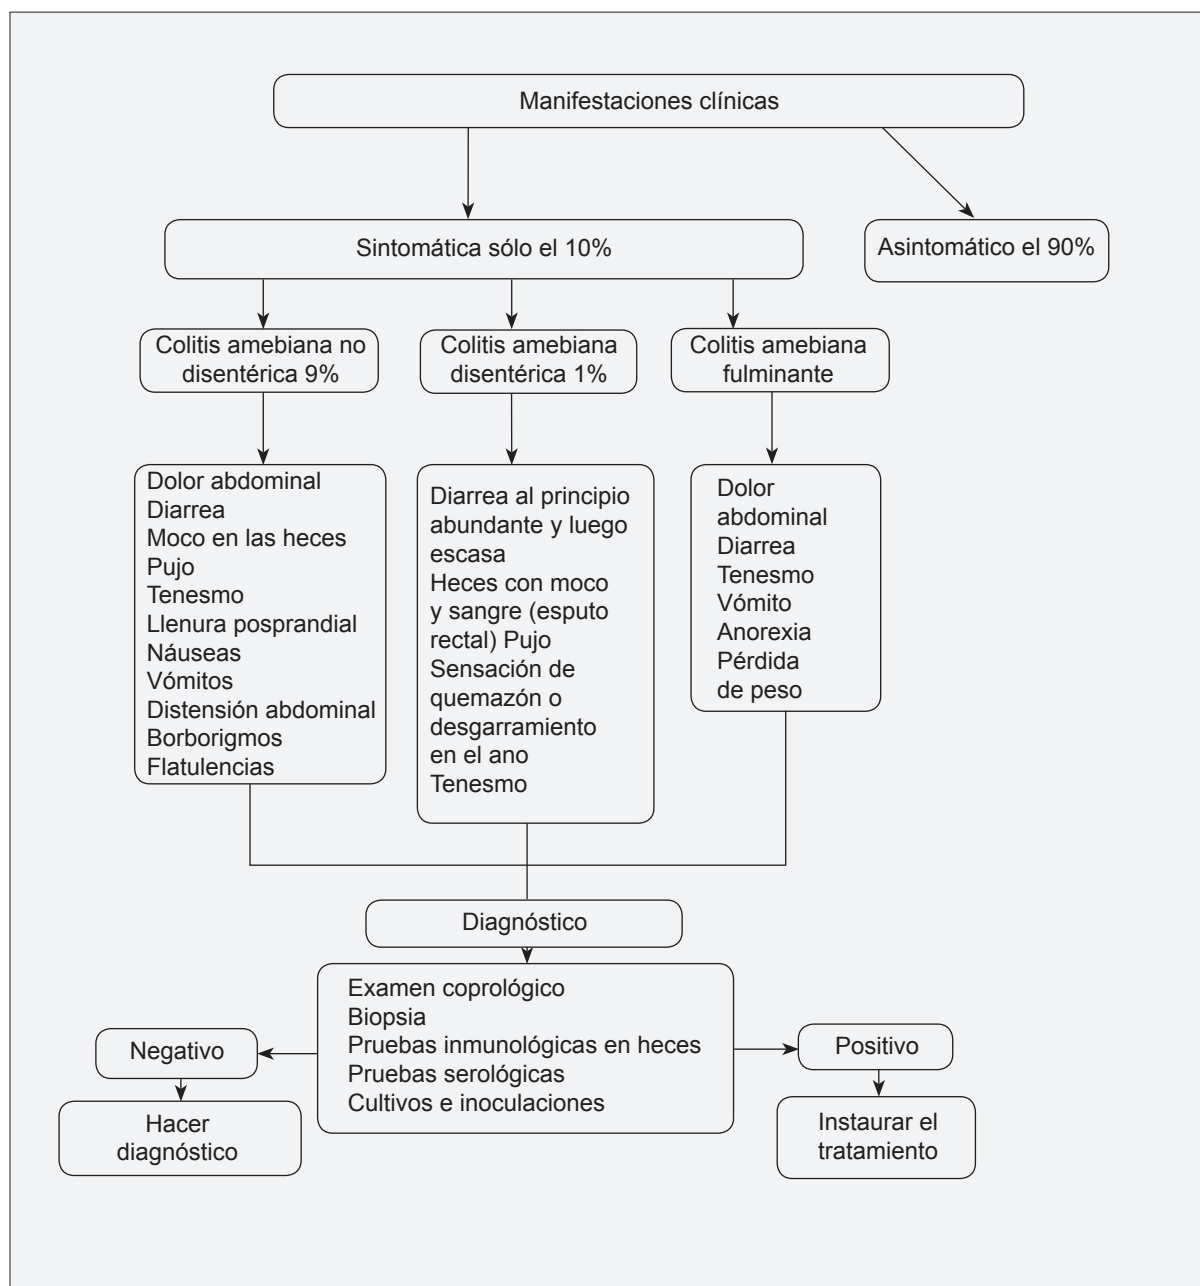 Manifestaciones clínicas
Sintomática sólo el 10%
Asintomático el 90%
Colitis amebiana no
disentérica 9%
Colitis amebiana
disentérica 1%
Colitis amebiana
fulminante
Dolor abdominal
Diarrea
Moco en las heces
Pujo
Tenesmo
Llenura posprandial
Náuseas
Vómitos
Distensión abdominal
Borborigmos
Flatulencias
Diarrea al principio
abundante y luego
escasa
Heces con moco
y sangre (esputo
rectal) Pujo
Sensación de
quemazón o
desgarramiento
en el ano
Tenesmo
Dolor
abdominal
Diarrea
Tenesmo
Vómito
Anorexia
Pérdida
de peso
Diagnóstico
Examen coprológico
Biopsia
Pruebas inmunológicas en heces
Pruebas serológicas
Cultivos e inoculaciones
Negativo
Hacer
diagnóstico
Positivo
Instaurar el
tratamiento